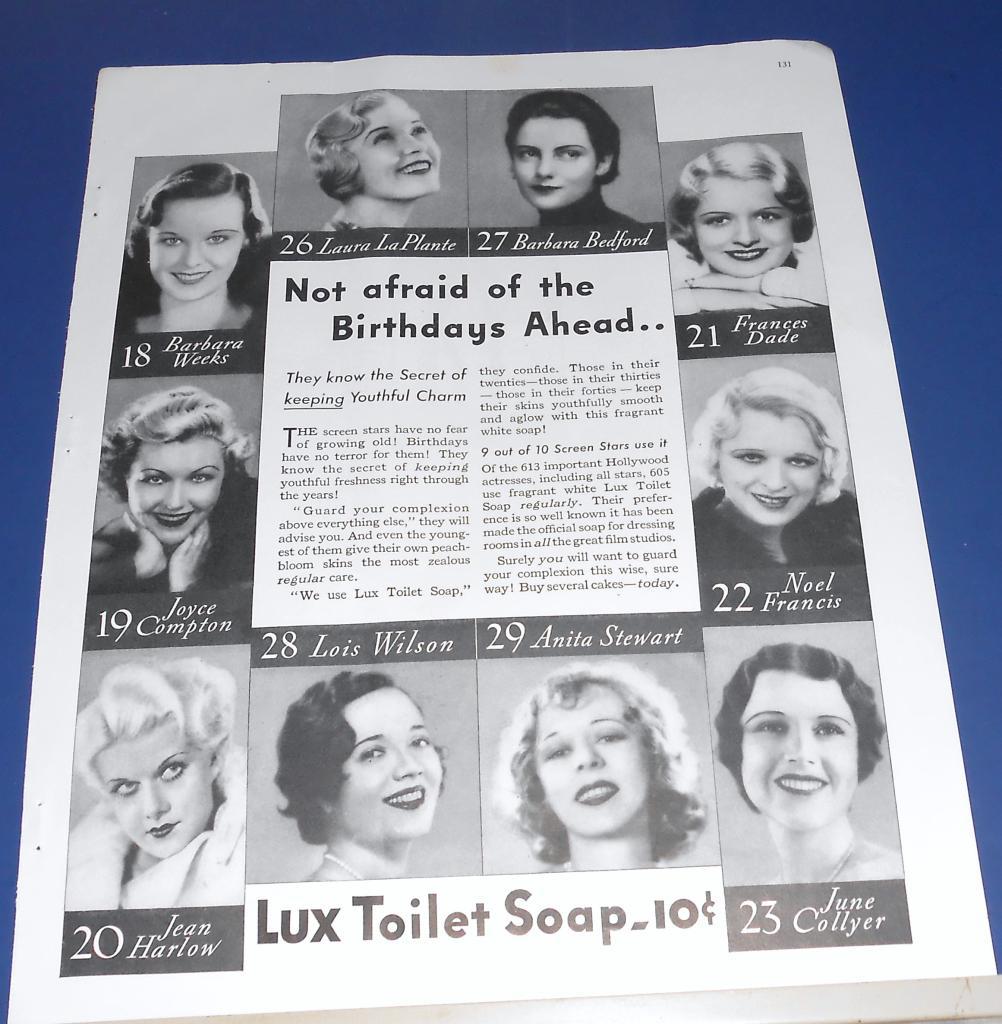 131
26 Laura La Plante
27 Barbara Bedford
18 Barbara
Weeks
21 Frances
Dade
Not afraid of the
Birthdays Ahead..
They know the Secret of
keeping Youthful Charm
THE screen stars have no fear
of growing old! Birthdays
have no terror for them! They
know the secret of keeping
youthful freshness right through
the years!
"Guard your complexion
above everything else," they will
advise you. And even the young-
est of them give their own peach-
bloom skins the most zealous
regular care.
"We use Lux Toilet Soap,"
they confide. Those in their
twenties—those in their thirties
—those in their forties—keep
their skins youthfully smooth
and aglow with this fragrant
white soap!
9 out of 10 Screen Stars use it
Of the 613 important Hollywood
actresses, including all stars, 605
use fragrant white Lux Toilet
Soap regularly. Their prefer-
ence is so well known it has been
made the official soap for dressing
rooms in all the great film studios.
Surely you will want to guard
your complexion this wise, sure
way! Buy several cakes—today.
19 Joyce
Compton
22 Noel
Francis
28 Lois Wilson
29 Anita Stewart
20 Jean
Harlow
23 June
Collyer
Lux Toilet Soap-10¢